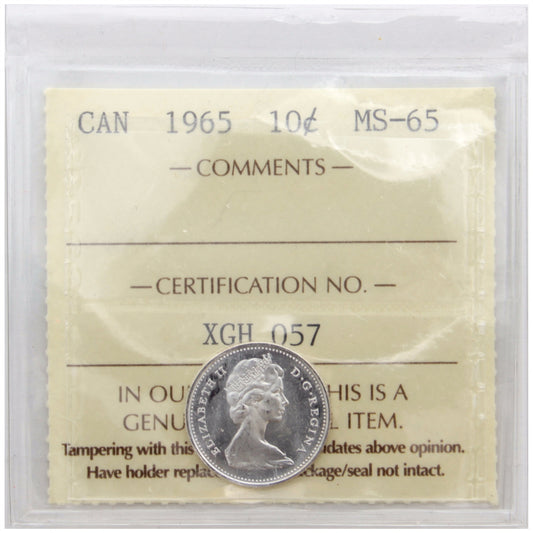 CAN 1965 10¢ MS-65
— COMMENTS —
— CERTIFICATION NO. —
XGH 057
IN OU HIS IS A
GENU L ITEM.
Tampering with this idates above opinion.
Have holder replac ckage/seal not intact.
ELIZABETH II D·G·REGINA